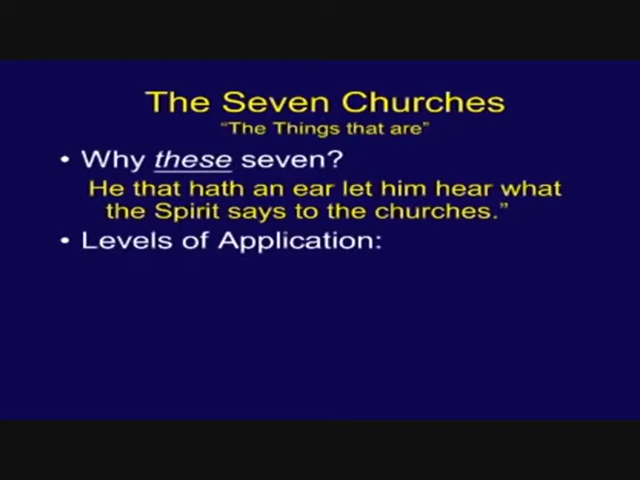 The Seven Churches
“The Things that are”
• Why these seven?
He that hath an ear let him hear what
the Spirit says to the churches.”
• Levels of Application: